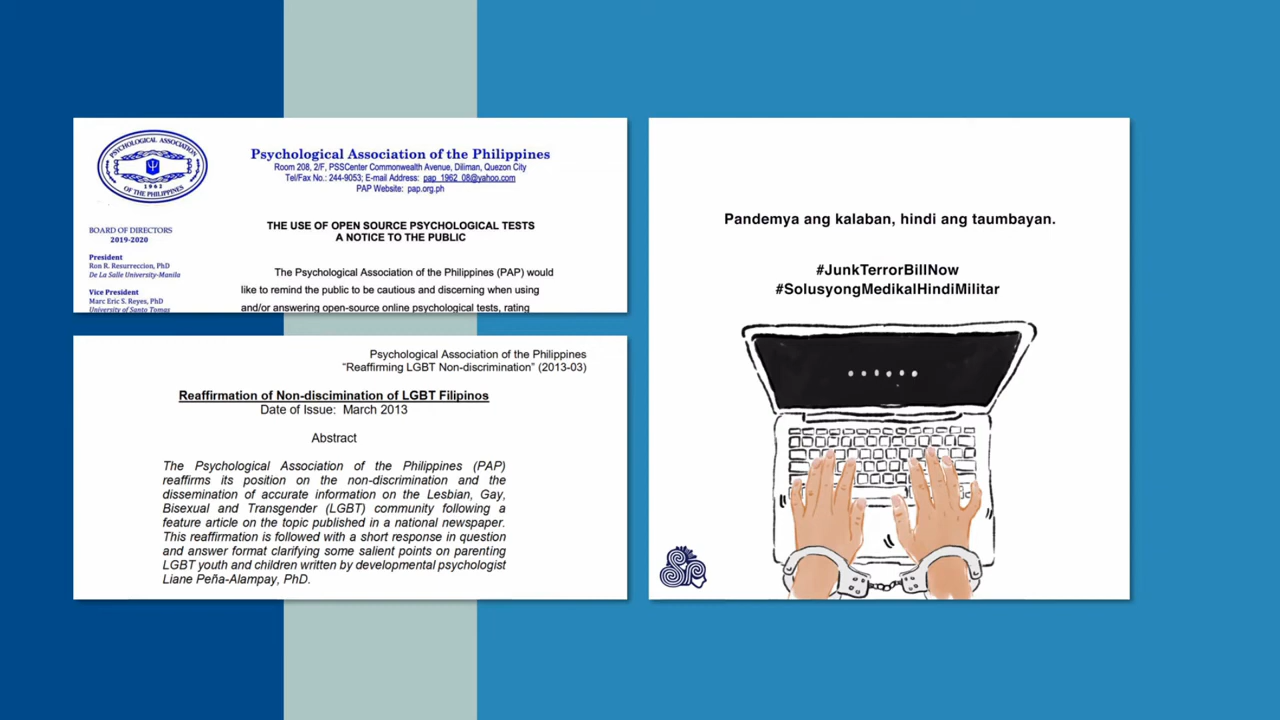 PSYCHOLOGICAL ASSOCIATION
1962
OF THE PHILIPPINES
Psychological Association of the Philippines
Room 208, 2/F, PSSCenter Commonwealth Avenue, Diliman, Quezon City
Tel/Fax No.: 244-9053; E-mail Address: pap_1962_08@yahoo.com
PAP Website: pap.org.ph
BOARD OF DIRECTORS
2019-2020
President
Ron R. Resurreccion, PhD
De La Salle University-Manila
Vice President
Marc Eric S. Reyes, PhD
University of Santo Tomas
THE USE OF OPEN SOURCE PSYCHOLOGICAL TESTS
A NOTICE TO THE PUBLIC
The Psychological Association of the Philippines (PAP) would
like to remind the public to be cautious and discerning when using
and/or answering open-source online psychological tests, rating
Psychological Association of the Philippines
“Reaffirming LGBT Non-discrimination” (2013-03)
Reaffirmation of Non-discimination of LGBT Filipinos
Date of Issue: March 2013
Abstract
The Psychological Association of the Philippines (PAP)
reaffirms its position on the non-discrimination and the
dissemination of accurate information on the Lesbian, Gay,
Bisexual and Transgender (LGBT) community following a
feature article on the topic published in a national newspaper.
This reaffirmation is followed with a short response in question
and answer format clarifying some salient points on parenting
LGBT youth and children written by developmental psychologist
Liane Peña-Alampay, PhD.
Pandemya ang kalaban, hindi ang taumbayan.
#JunkTerrorBillNow
#SolusyongMedikalHindiMilitar